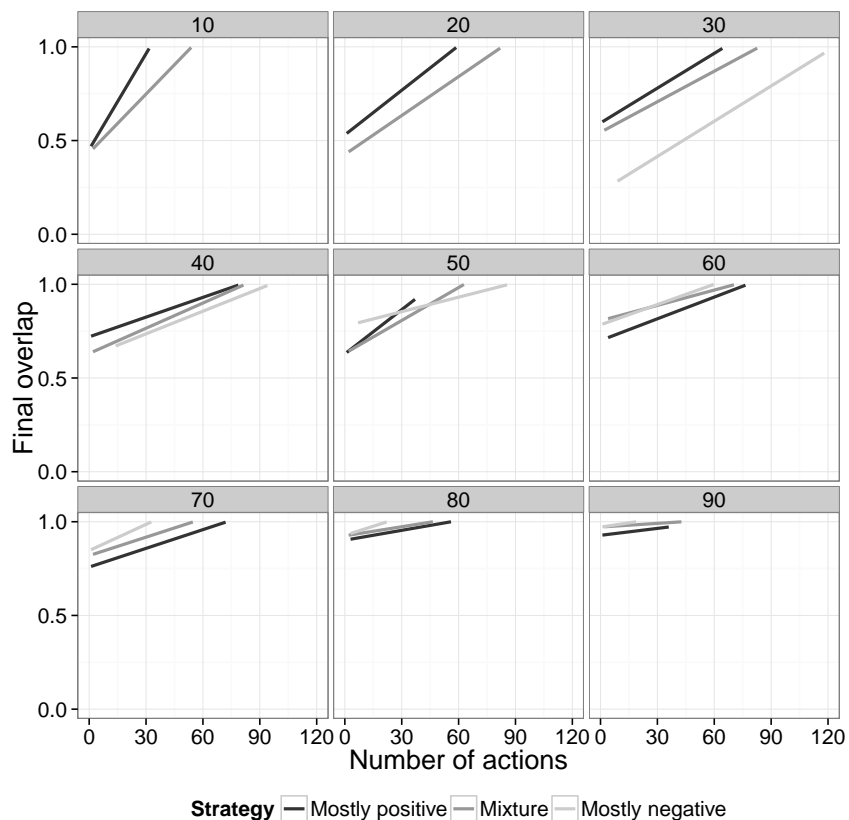 10 20 30
1.0
0.5
0.0
40 50 60
1.0
0.5
0.0
70 80 90
1.0
0.5
0.0
Final overlap
0 30 60 90 120 0 30 60 90 120 0 30 60 90 120
Number of actions
Strategy Mostly positive Mixture Mostly negative